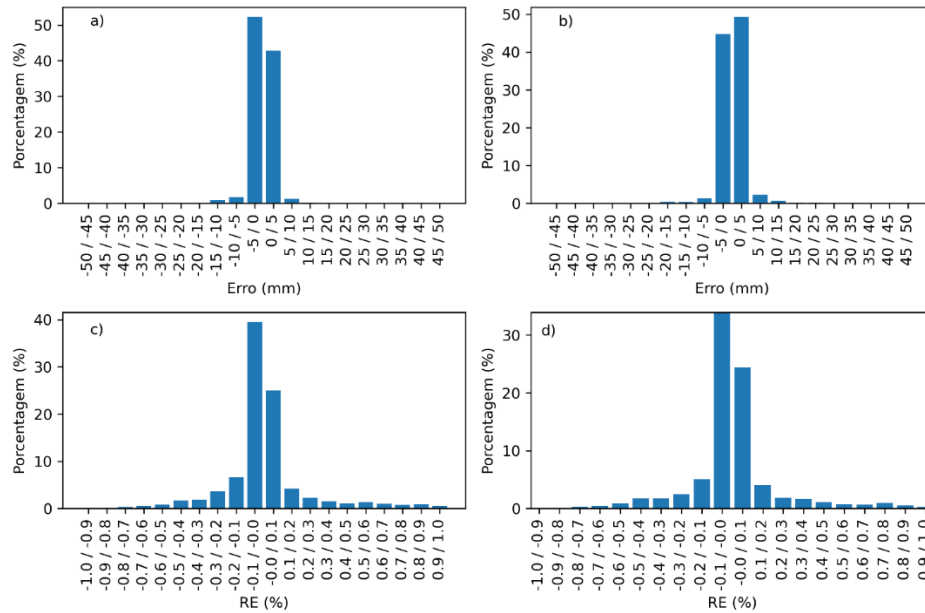 a)
Porcentagem (%)
50
40
30
20
10
0
-50 / -45
-45 / -40
-40 / -35
-35 / -30
-30 / -25
-25 / -20
-20 / -15
-15 / -10
-10 / -5
-5 / 0
0 / 5
5 / 10
10 / 15
15 / 20
20 / 25
25 / 30
30 / 35
35 / 40
40 / 45
45 / 50
Erro (mm)
b)
Porcentagem (%)
50
40
30
20
10
0
-50 / -45
-45 / -40
-40 / -35
-35 / -30
-30 / -25
-25 / -20
-20 / -15
-15 / -10
-10 / -5
-5 / 0
0 / 5
5 / 10
10 / 15
15 / 20
20 / 25
25 / 30
30 / 35
35 / 40
40 / 45
45 / 50
Erro (mm)
c)
Porcentagem (%)
40
30
20
10
0
-1.0 / -0.9
-0.9 / -0.8
-0.8 / -0.7
-0.7 / -0.6
-0.6 / -0.5
-0.5 / -0.4
-0.4 / -0.3
-0.3 / -0.2
-0.2 / -0.1
-0.1 / -0.0
-0.0 / 0.1
0.1 / 0.2
0.2 / 0.3
0.3 / 0.4
0.4 / 0.5
0.5 / 0.6
0.6 / 0.7
0.7 / 0.8
0.8 / 0.9
0.9 / 1.0
RE (%)
d)
Porcentagem (%)
30
20
10
0
-1.0 / -0.9
-0.9 / -0.8
-0.8 / -0.7
-0.7 / -0.6
-0.6 / -0.5
-0.5 / -0.4
-0.4 / -0.3
-0.3 / -0.2
-0.2 / -0.1
-0.1 / -0.0
-0.0 / 0.1
0.1 / 0.2
0.2 / 0.3
0.3 / 0.4
0.4 / 0.5
0.5 / 0.6
0.6 / 0.7
0.7 / 0.8
0.8 / 0.9
0.9 / 1.0
RE (%)